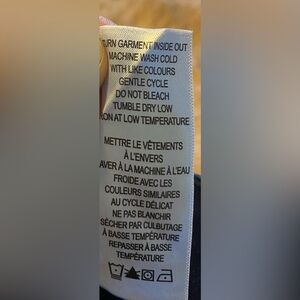 TURN GARMENT INSIDE OUT
MACHINE WASH COLD
WITH LIKE COLOURS
GENTLE CYCLE
DO NOT BLEACH
TUMBLE DRY LOW
IRON AT LOW TEMPERATURE
METTRE LE VÊTEMENTS
À L'ENVERS
LAVER À LA MACHINE À L'EAU
FROIDE AVEC LES
COULEURS SIMILAIRES
AU CYCLE DÉLICAT
NE PAS BLANCHIR
SÉCHER PAR CULBUTAGE
À BASSE TEMPÉRATURE
REPASSER À BASSE
TEMPÉRATURE